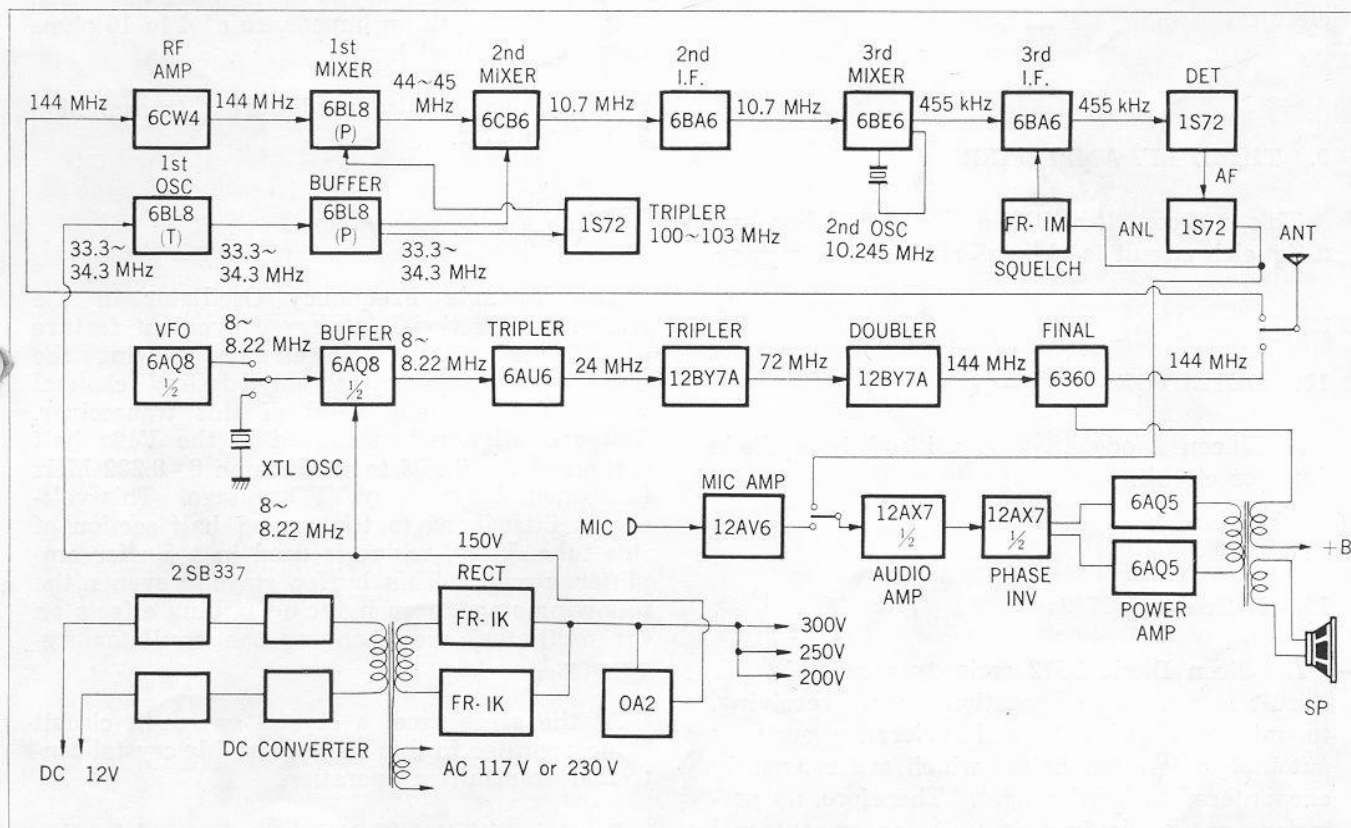 RF
AMP
1st
MIXER
44~45
MHz
2nd
MIXER
2nd
I.F.
3rd
MIXER
3rd
I.F.
DET
144 MHz
6CW4
144 MHz
6BL8
(P)
6CB6
10.7 MHz
6BA6
10.7 MHz
6BE6
455 kHz
6BA6
455 kHz
1S72
1st
OSC
BUFFER
AF
6BL8
(T)
6BL8
(P)
1S72
TRIPLER
100~103 MHz
2nd OSC
10.245 MHz
FR- IM
SQUELCH
ANL
1S72
ANT
33.3~
34.3 MHz
33.3~
34.3 MHz
33.3~
34.3 MHz
VFO
8~
8.22 MHz
BUFFER
8~
8.22 MHz
TRIPLER
TRIPLER
DOUBLER
FINAL
6AQ8
1/2
6AQ8
1/2
6AU6
24 MHz
12BY7A
72 MHz
12BY7A
144 MHz
6360
144 MHz
XTL OSC
8~
8.22 MHz
MIC
MIC AMP
12AV6
12AX7
1/2
AUDIO
AMP
12AX7
1/2
PHASE
INV
6AQ5
6AQ5
POWER
AMP
+B
SP
2SB337
150V
RECT
FR- IK
FR- IK
OA2
300V
250V
200V
DC CONVERTER
DC 12V
AC 117 V or 230 V